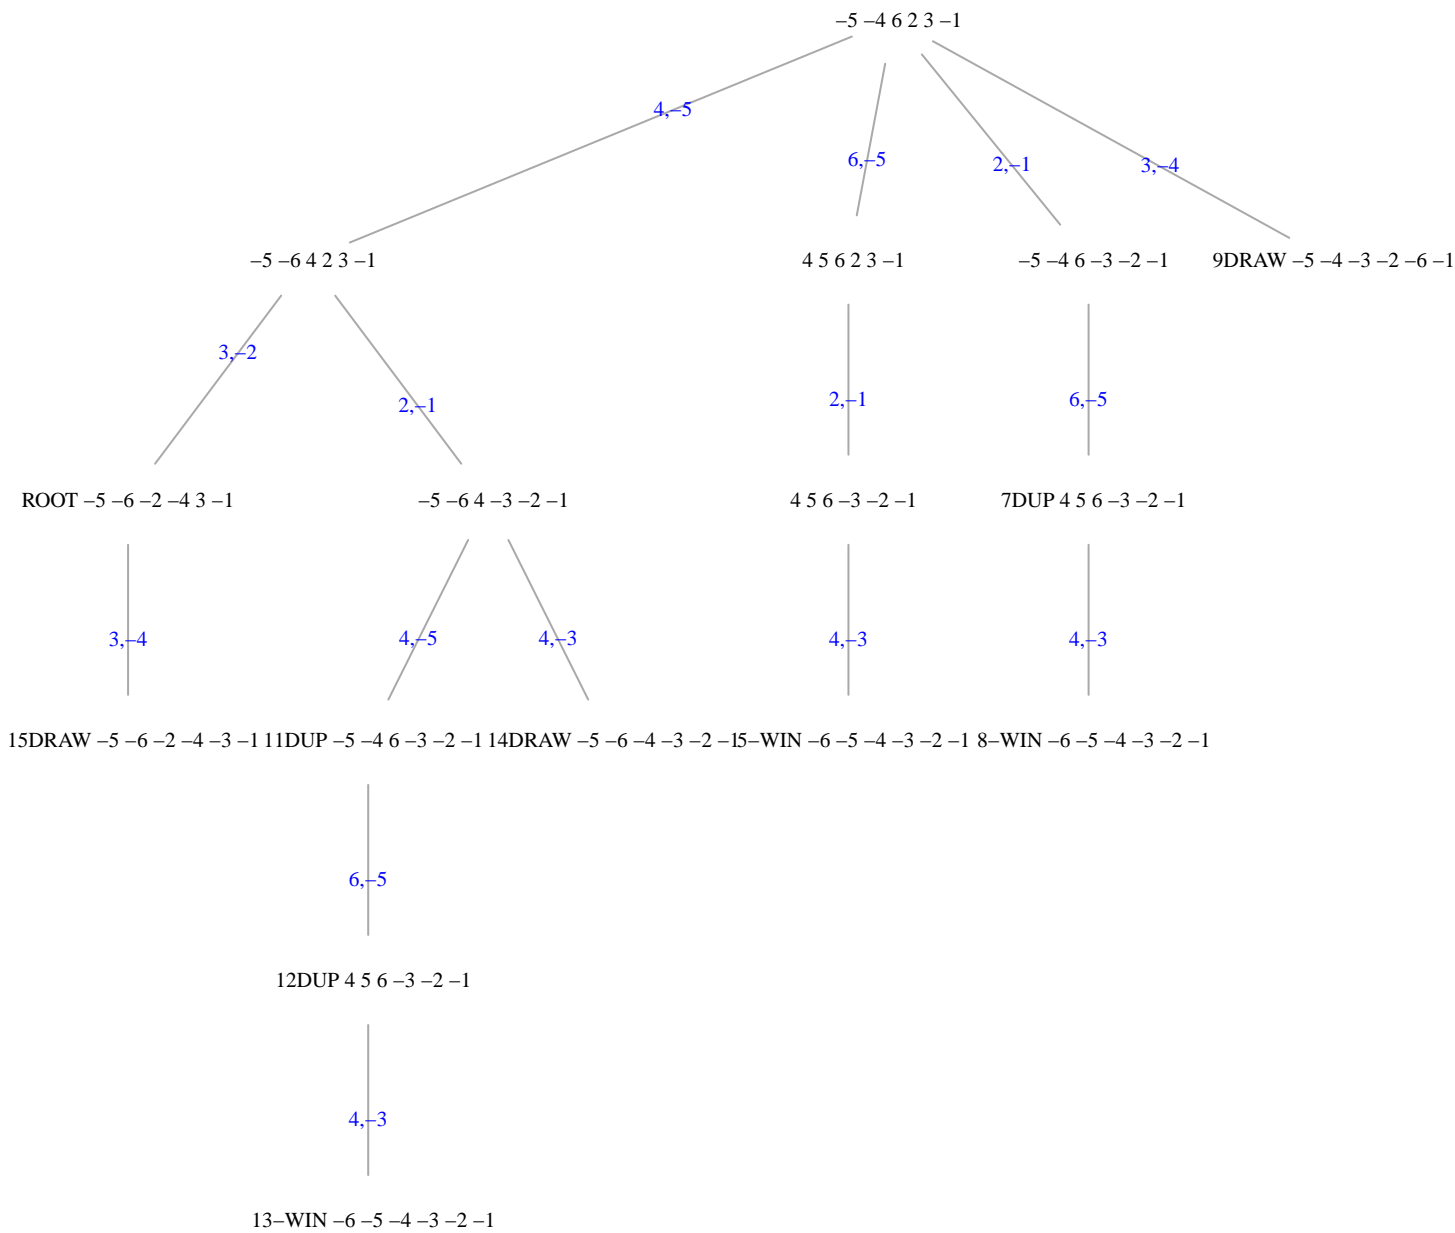 –5 –4 6 2 3 –1
4,–5
6,–5
2,–1
3,–4
–5 –6 4 2 3 –1
4 5 6 2 3 –1
–5 –4 6 –3 –2 –1
9DRAW –5 –4 –3 –2 –6 –1
3,–2
2,–1
2,–1
6,–5
ROOT –5 –6 –2 –4 3 –1
–5 –6 4 –3 –2 –1
4 5 6 –3 –2 –1
7DUP 4 5 6 –3 –2 –1
3,–4
4,–5
4,–3
4,–3
4,–3
15DRAW –5 –6 –2 –4 –3 –1
11DUP –5 –4 6 –3 –2 –1
14DRAW –5 –6 –4 –3 –2 –1
5–WIN –6 –5 –4 –3 –2 –1
8–WIN –6 –5 –4 –3 –2 –1
6,–5
12DUP 4 5 6 –3 –2 –1
4,–3
13–WIN –6 –5 –4 –3 –2 –1